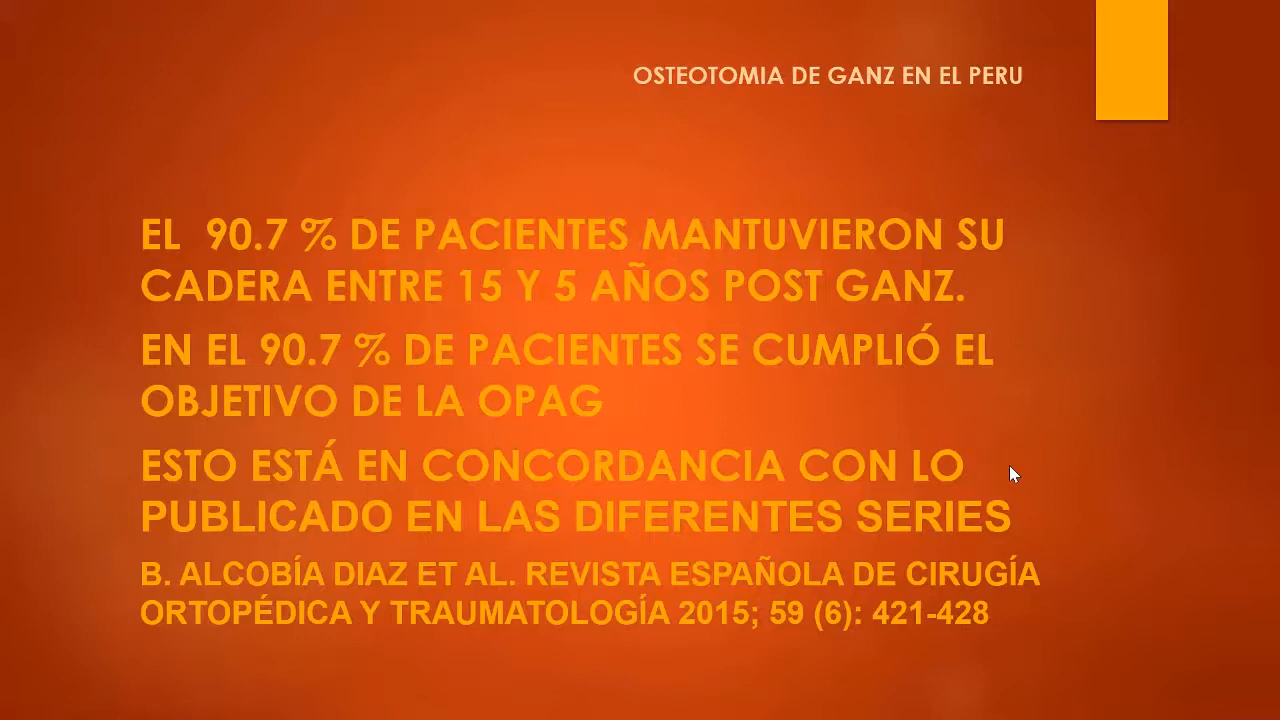 OSTEOTOMIA DE GANZ EN EL PERU
EL 90.7 % DE PACIENTES MANTUVIERON SU
CADERA ENTRE 15 Y 5 AÑOS POST GANZ.
EN EL 90.7 % DE PACIENTES SE CUMPLIÓ EL
OBJETIVO DE LA OPAG
ESTO ESTÁ EN CONCORDANCIA CON LO
PUBLICADO EN LAS DIFERENTES SERIES
B. ALCOBÍA DIAZ ET AL. REVISTA ESPAÑOLA DE CIRUGÍA
ORTOPÉDICA Y TRAUMATOLOGÍA 2015; 59 (6): 421-428